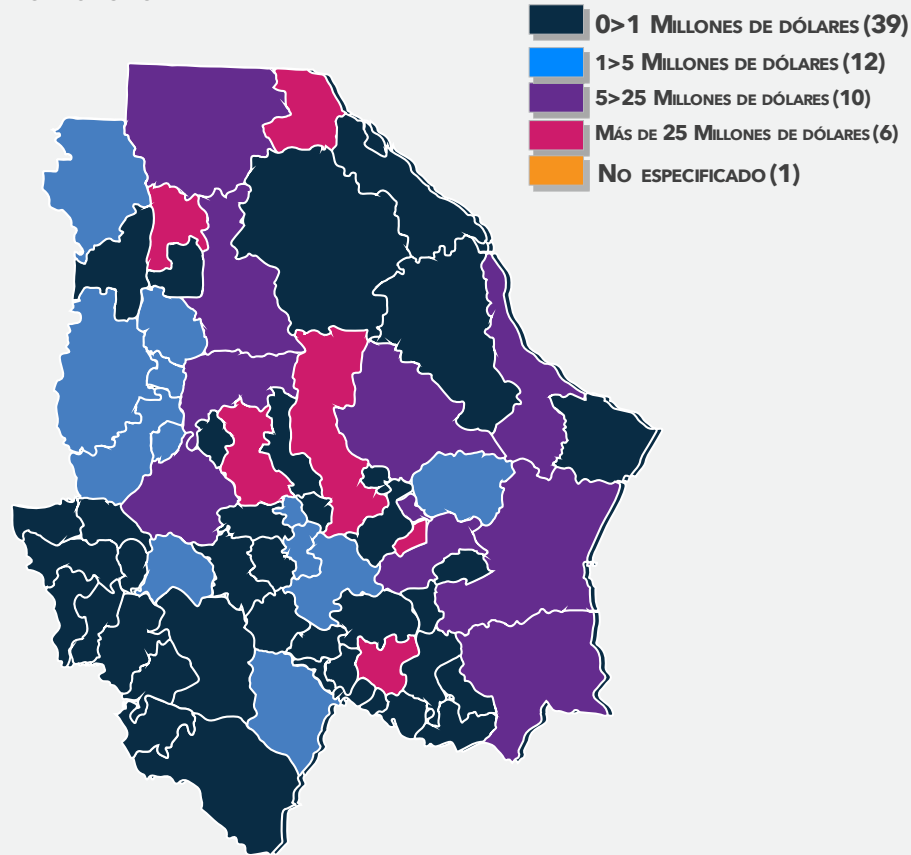 0>1 Millones de dólares (39)
1>5 Millones de dólares (12)
5>25 Millones de dólares (10)
Más de 25 Millones de dólares (6)
No especificado (1)